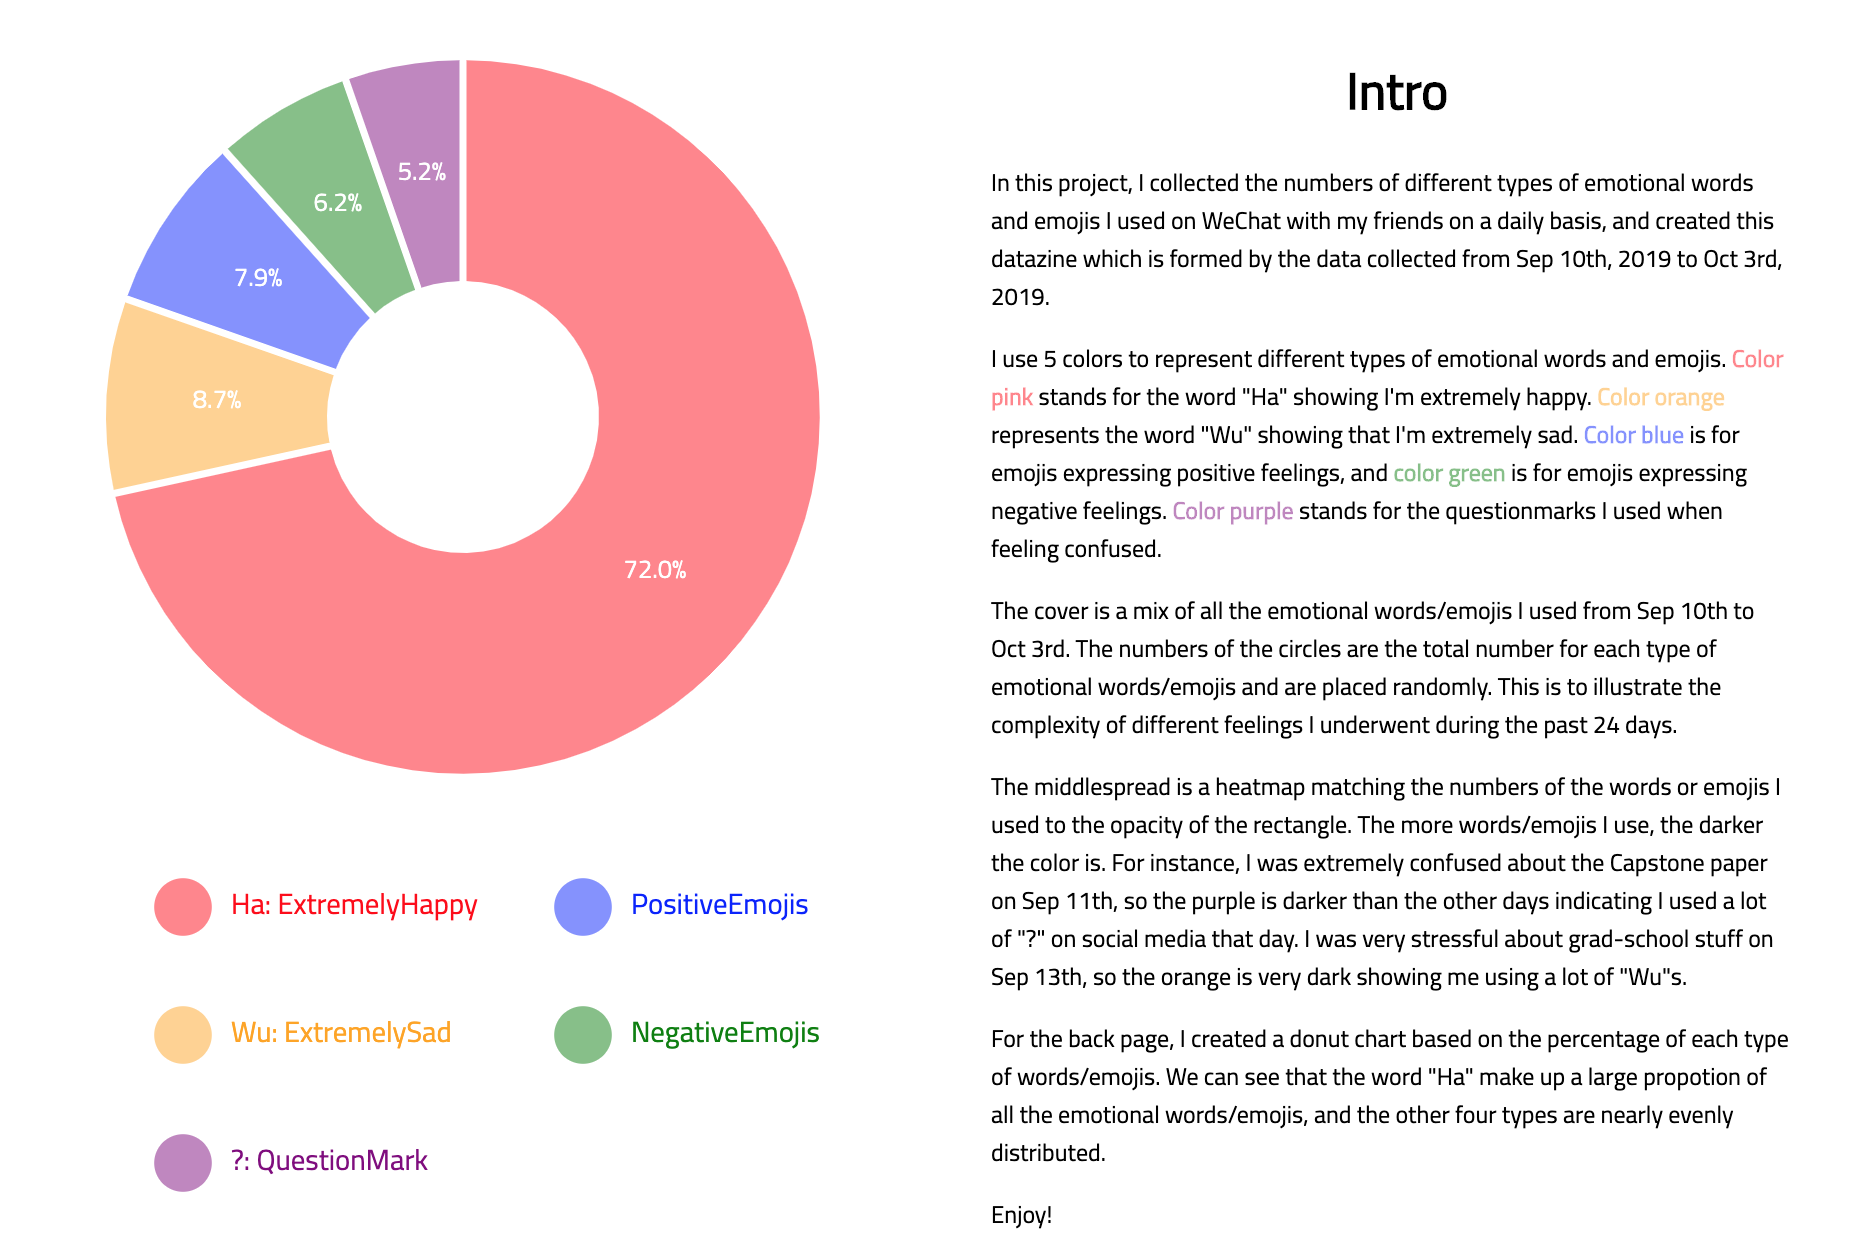 5.2%
6.2%
7.9%
8.7%
72.0%
Ha: ExtremelyHappy
PositiveEmojis
Wu: ExtremelySad
NegativeEmojis
?: QuestionMark
Intro
In this project, I collected the numbers of different types of emotional words
and emojis I used on WeChat with my friends on a daily basis, and created this
datazine which is formed by the data collected from Sep 10th, 2019 to Oct 3rd,
2019.
I use 5 colors to represent different types of emotional words and emojis. Color
pink stands for the word "Ha" showing I'm extremely happy. Color orange
represents the word "Wu" showing that I'm extremely sad. Color blue is for
emojis expressing positive feelings, and color green is for emojis expressing
negative feelings. Color purple stands for the questionmarks I used when
feeling confused.
The cover is a mix of all the emotional words/emojis I used from Sep 10th to
Oct 3rd. The numbers of the circles are the total number for each type of
emotional words/emojis and are placed randomly. This is to illustrate the
complexity of different feelings I underwent during the past 24 days.
The middlespread is a heatmap matching the numbers of the words or emojis I
used to the opacity of the rectangle. The more words/emojis I use, the darker
the color is. For instance, I was extremely confused about the Capstone paper
on Sep 11th, so the purple is darker than the other days indicating I used a lot
of "?" on social media that day. I was very stressful about grad-school stuff on
Sep 13th, so the orange is very dark showing me using a lot of "Wu"s.
For the back page, I created a donut chart based on the percentage of each type
of words/emojis. We can see that the word "Ha" make up a large propotion of
all the emotional words/emojis, and the other four types are nearly evenly
distributed.
Enjoy!